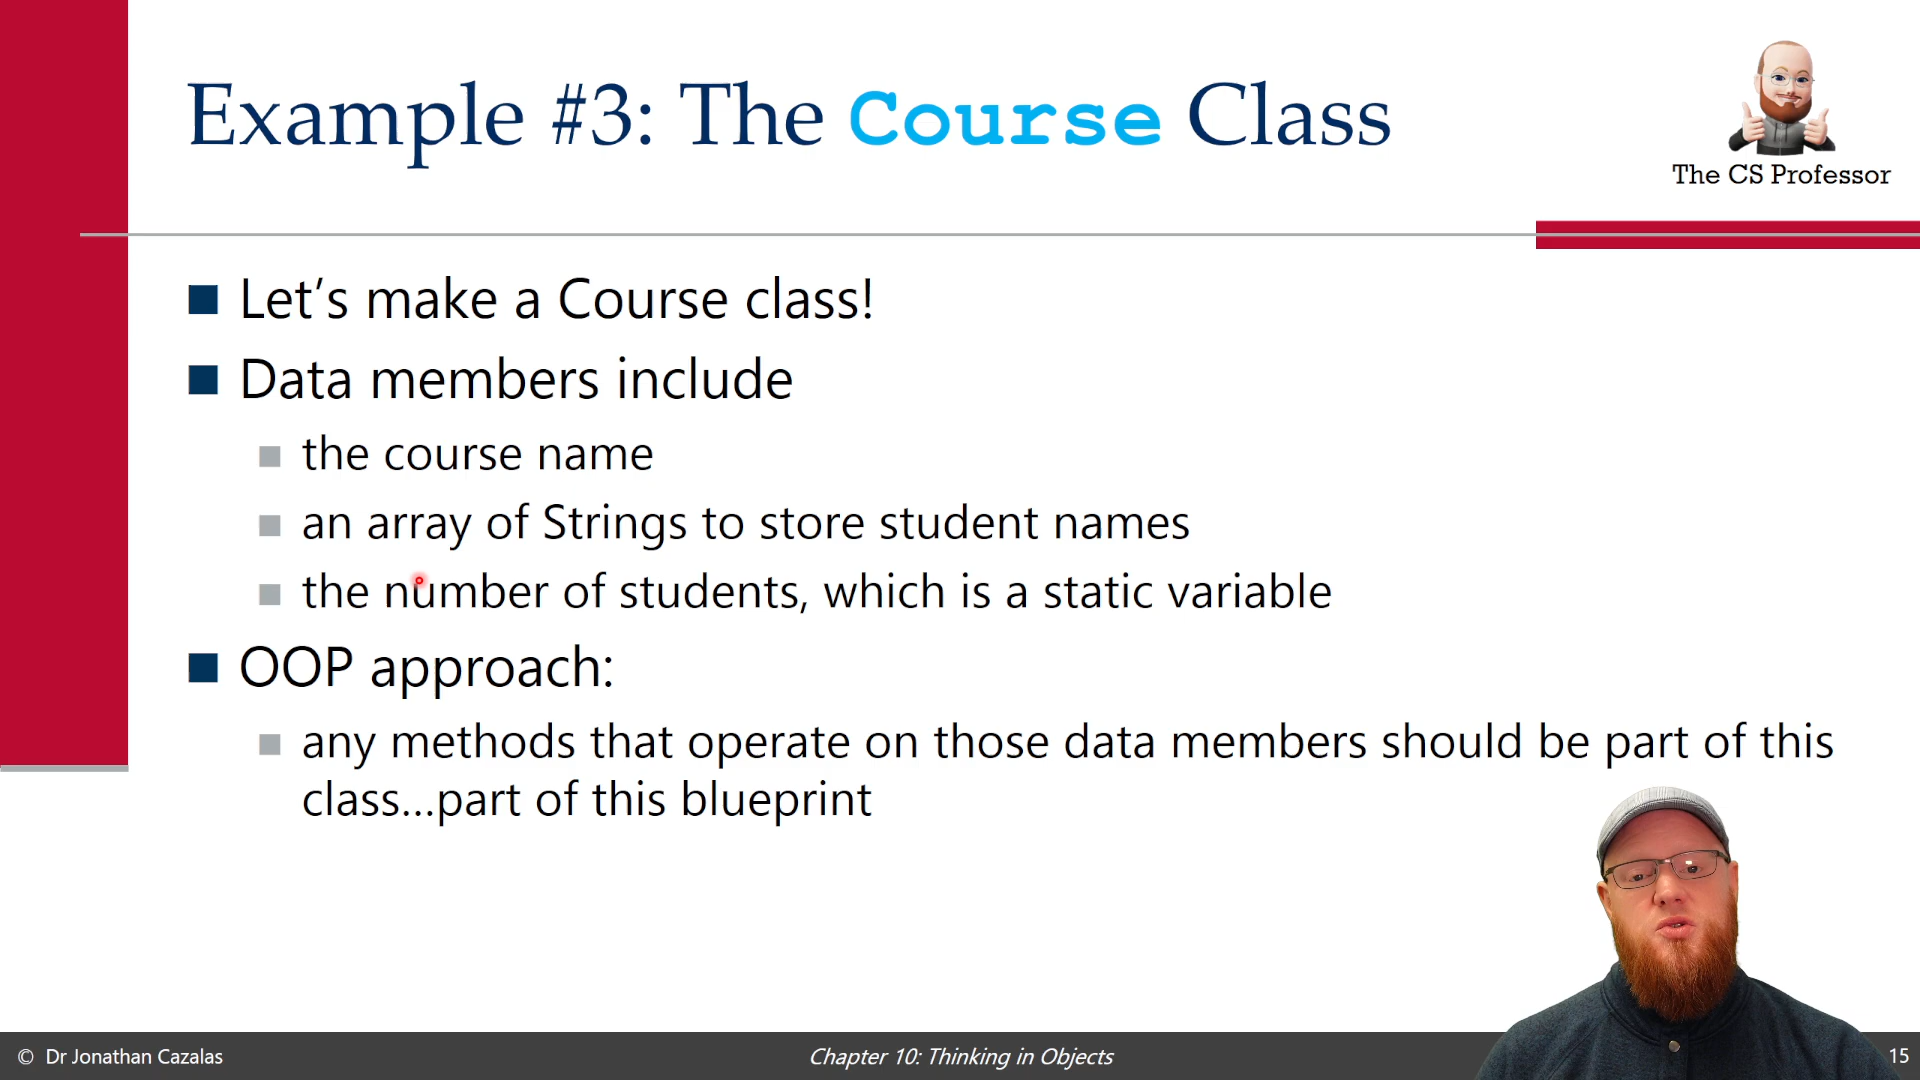 Example #3: The Course Class
The CS Professor
Let’s make a Course class!
Data members include
the course name
an array of Strings to store student names
the number of students, which is a static variable
OOP approach:
any methods that operate on those data members should be part of this
class...part of this blueprint
© Dr Jonathan Cazalas
Chapter 10: Thinking in Objects
15